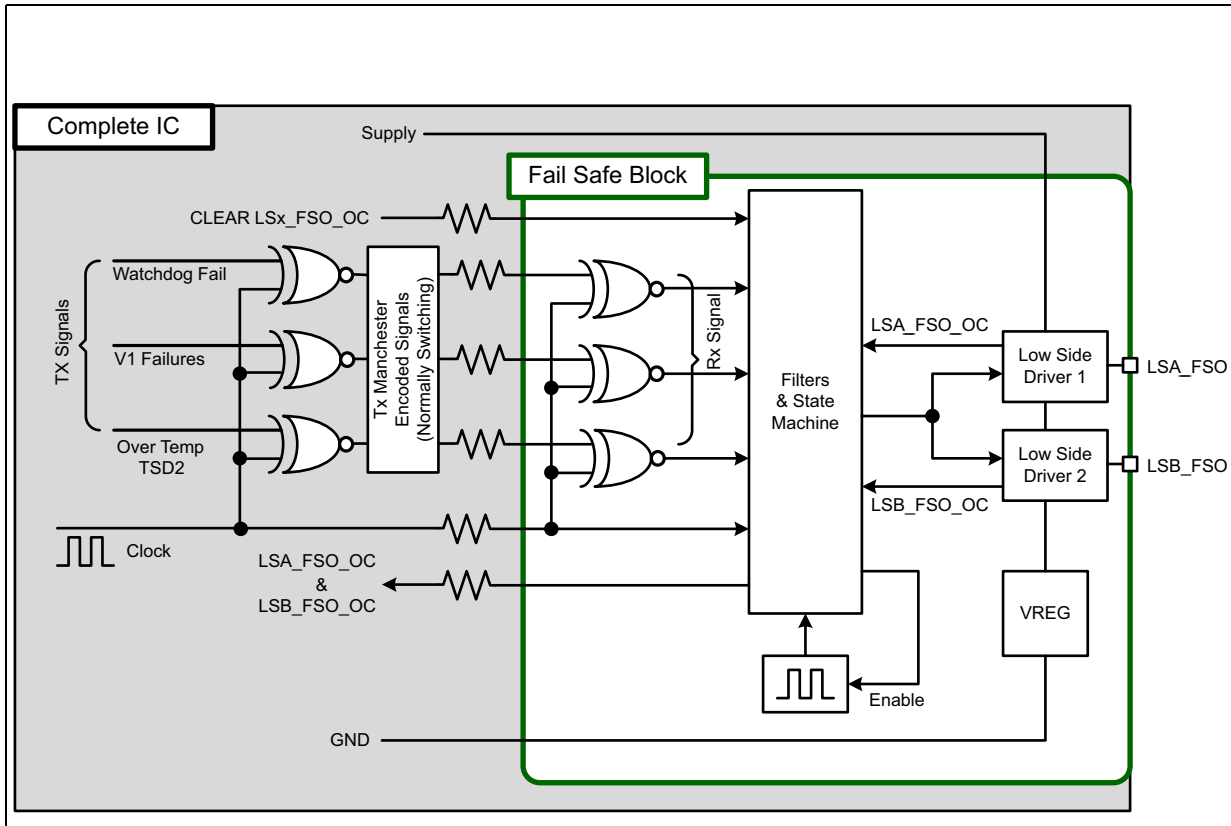 Complete IC
Supply
Fail Safe Block
CLEAR LSx_FSO_OC
Watchdog Fail
TX Signals
V1 Failures
Over Temp
TSD2
Tx Manchester
Encoded Signals
(Normally Switching)
Rx Signal
Filters
& State
Machine
LSA_FSO_OC
Low Side
Driver 1
LSA_FSO
Low Side
Driver 2
LSB_FSO
LSB_FSO_OC
Clock
LSA_FSO_OC
&
LSB_FSO_OC
VREG
Enable
GND